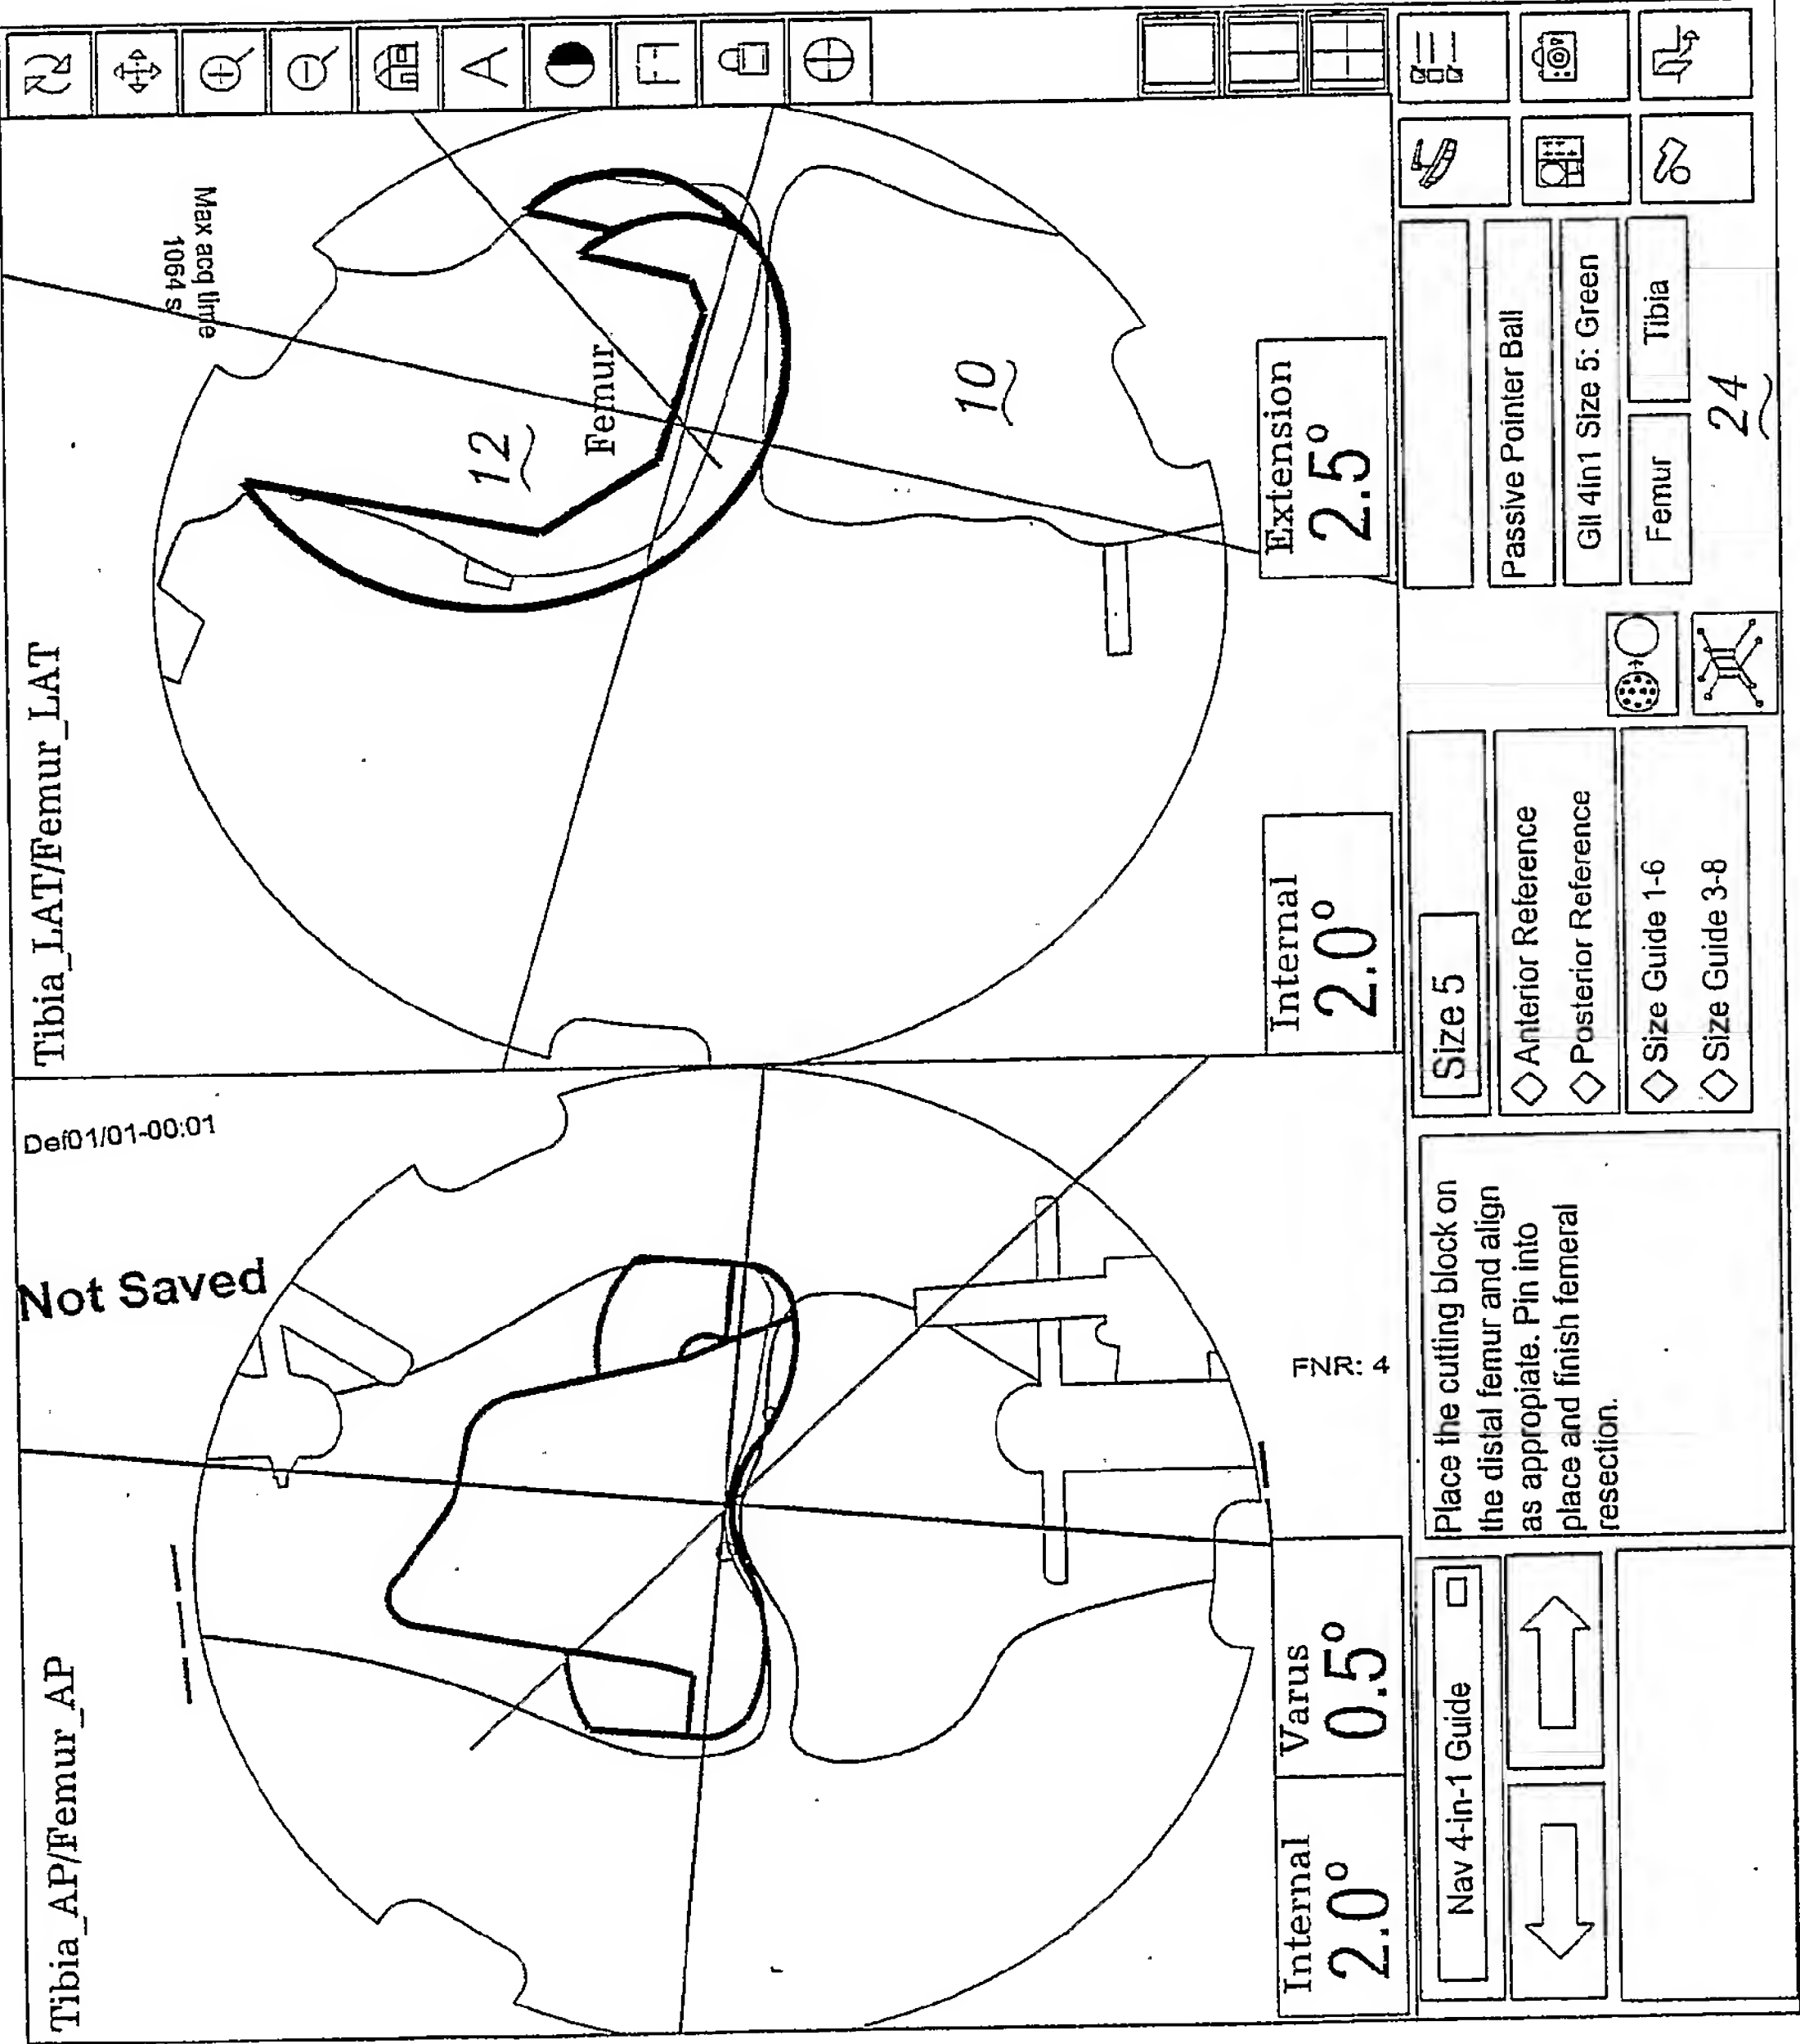 Tibia_AP/Femur_AP
Not Saved
Def01/01-00:01
Tibia_LAT/Femur_LAT
Max acq time
1064 s
A
12
Femur
10
FNR: 4
Internal
2.0°
Varus
0.5°
Internal
2.0°
Extension
2.5°
Nav 4-in-1 Guide
Place the cutting block on
the distal femur and align
as appropiate. Pin into
place and finish femeral
resection.
Size 5
Anterior Reference
Posterior Reference
Size Guide 1-6
Size Guide 3-8
Passive Pointer Ball
GII 4in1 Size 5: Green
Femur
Tibia
24